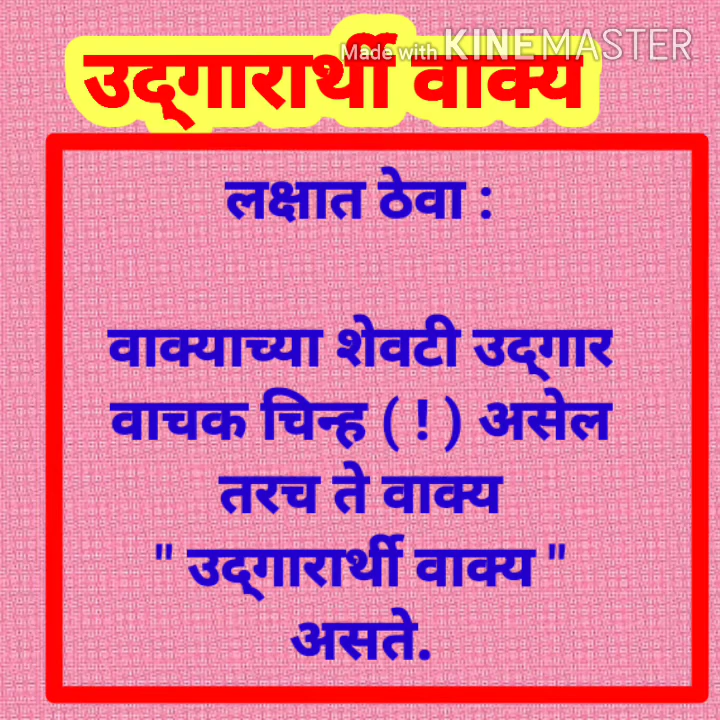 Made with KINEMASTER
उद्गारार्थी वाक्य
लक्षात ठेवा :
वाक्याच्या शेवटी उद्गार
वाचक चिन्ह ( ! ) असेल
तरच ते वाक्य
" उद्गारार्थी वाक्य "
असते.